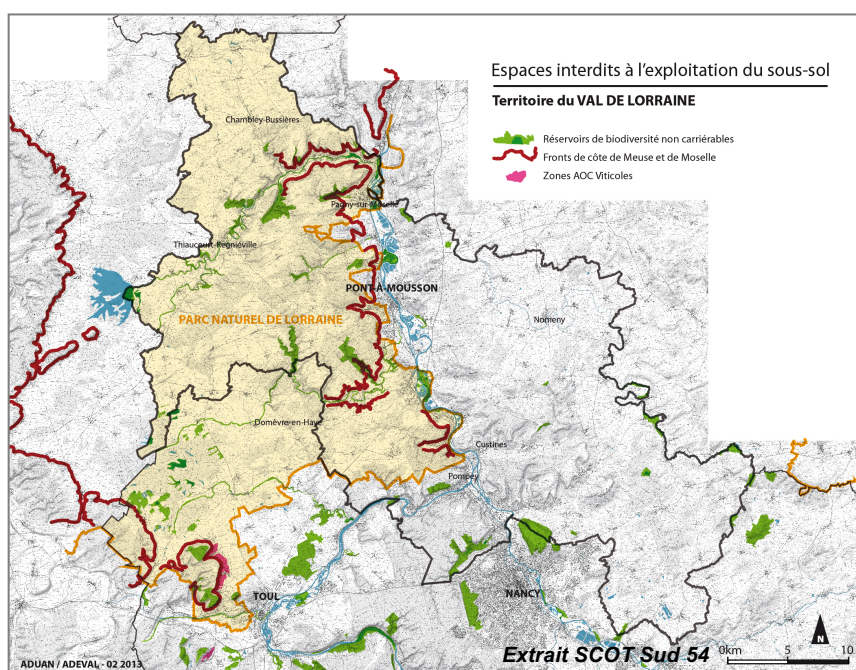 Espaces interdits à l'exploitation du sous-sol
Territoire du VAL DE LORRAINE
Réservoirs de biodiversité non carriérables
Fronts de côte de Meuse et de Moselle
Zones AOC Viticoles
Chambley-Bussières
Pagny-sur-Moselle
Thiaucourt-Regniéville
PONT-À-MOUSSON
PARC NATUREL DE LORRAINE
Nomeny
Domèvre-en-Haye
Custines
Pompey
TOUL
NANCY
N
Extrait SCOT Sud 54
0km 5 10
ADUAN / ADEVAL - 02 2013